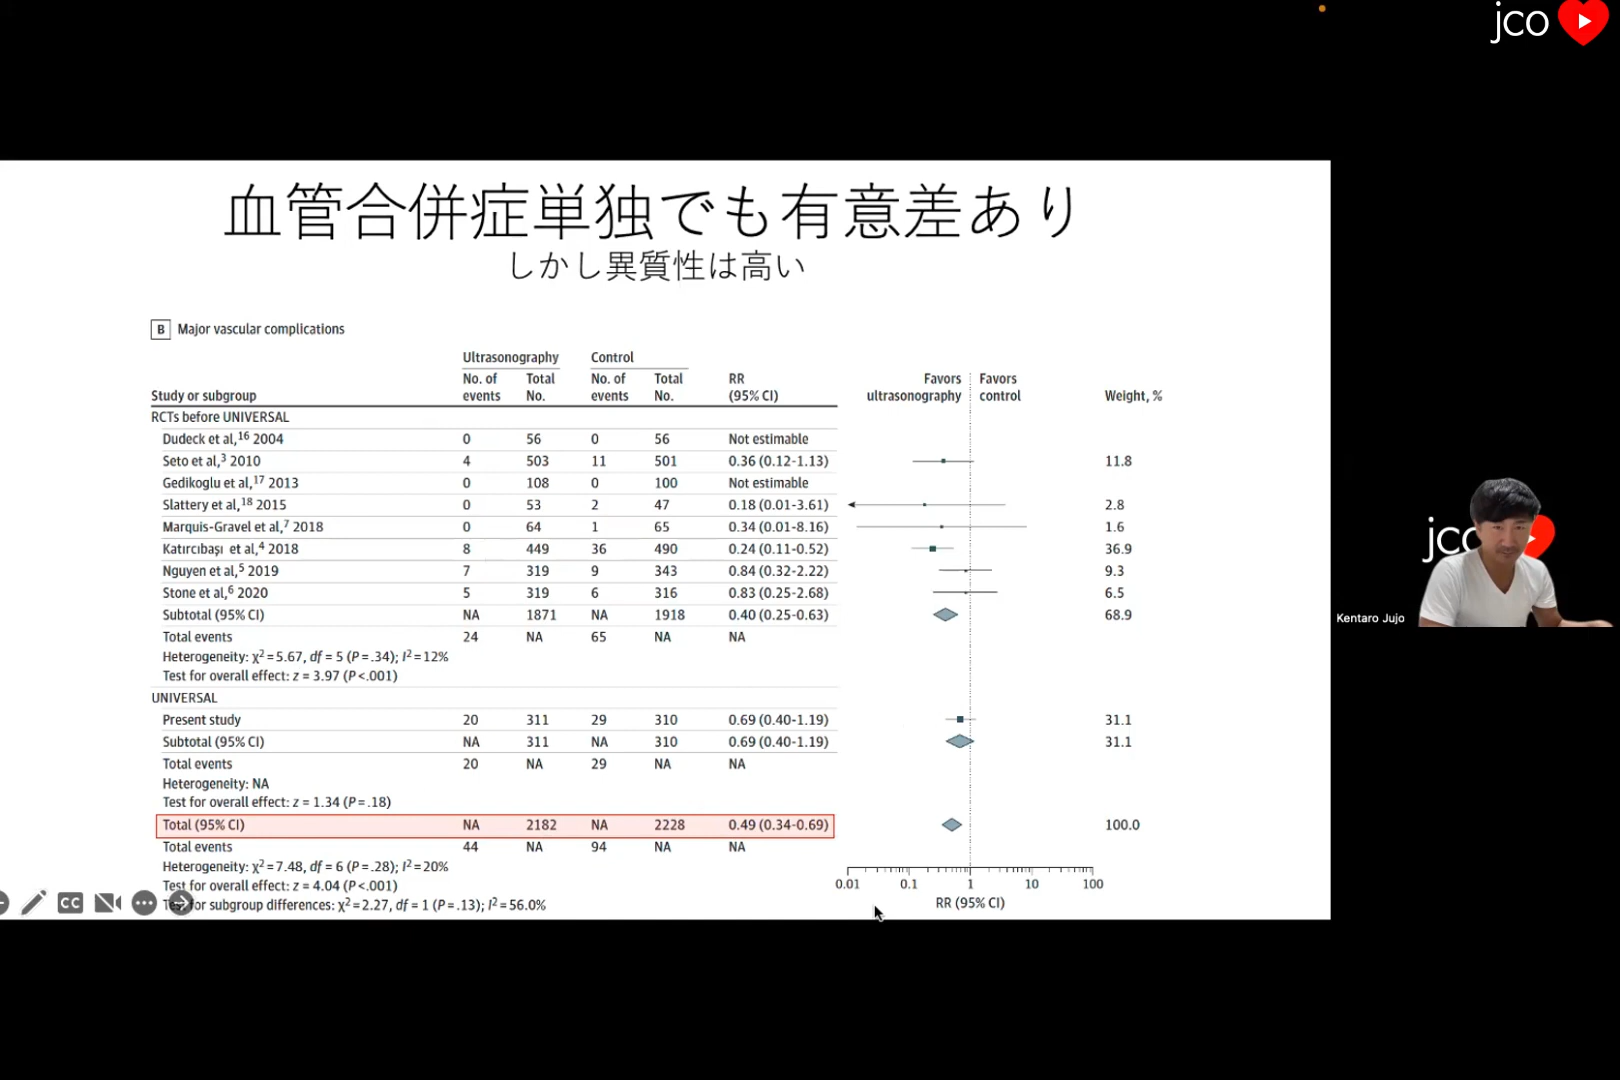 jco
血管合併症単独でも有意差あり
しかし異質性は高い
B Major vascular complications
Ultrasonography Control
Study or subgroup No. of events Total No. No. of events Total No. RR (95% CI) Favors ultrasonography Favors control Weight, %
RCTs before UNIVERSAL
Dudeck et al,16 2004 0 56 0 56 Not estimable
Seto et al,3 2010 4 503 11 501 0.36 (0.12-1.13) 11.8
Gedikoglu et al,17 2013 0 108 0 100 Not estimable
Slattery et al,18 2015 0 53 2 47 0.18 (0.01-3.61) 2.8
Marquis-Gravel et al,7 2018 0 64 1 65 0.34 (0.01-8.16) 1.6
Katırcıbaşı et al,4 2018 8 449 36 490 0.24 (0.11-0.52) 36.9
Nguyen et al,5 2019 7 319 9 343 0.84 (0.32-2.22) 9.3
Stone et al,6 2020 5 319 6 316 0.83 (0.25-2.68) 6.5
Subtotal (95% CI) NA 1871 NA 1918 0.40 (0.25-0.63) 68.9
Total events 24 NA 65 NA NA
Heterogeneity: χ2=5.67, df = 5 (P=.34); I2=12%
Test for overall effect: z = 3.97 (P<.001)
UNIVERSAL
Present study 20 311 29 310 0.69 (0.40-1.19) 31.1
Subtotal (95% CI) NA 311 NA 310 0.69 (0.40-1.19) 31.1
Total events 20 NA 29 NA NA
Heterogeneity: NA
Test for overall effect: z = 1.34 (P=.18)
Total (95% CI) NA 2182 NA 2228 0.49 (0.34-0.69) 100.0
Total events 44 NA 94 NA NA
Heterogeneity: χ2=7.48, df = 6 (P=.28); I2=20%
Test for overall effect: z = 4.04 (P<.001)
for subgroup differences: χ2=2.27, df = 1 (P=.13); I2=56.0%
0.01 0.1 1 10 100
RR (95% CI)
CC
jco
Kentaro Jujo